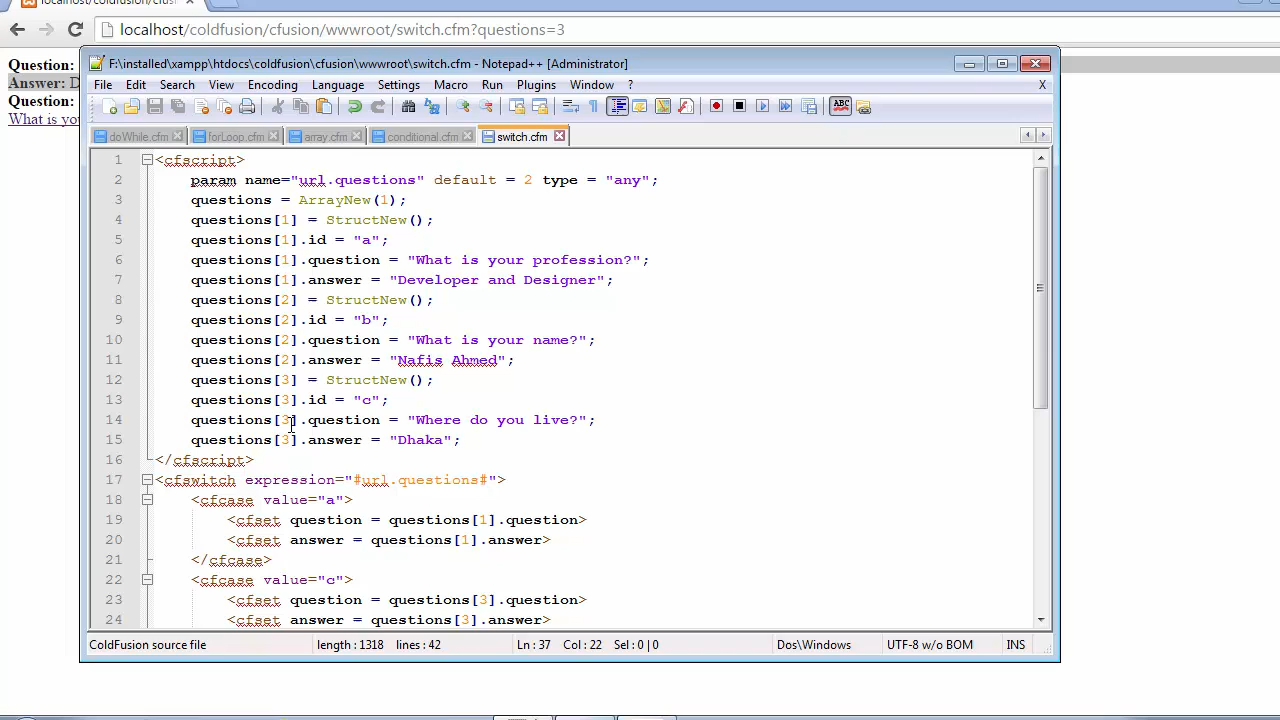 localhost/coldfusion/cfusion/wwwroot/switch.cfm?questions=3
Question:
Answer: D
Question:
What is you
F:\installed\xampp\htdocs\coldfusion\cfusion\wwwroot\switch.cfm - Notepad++ [Administrator]
File Edit Search View Encoding Language Settings Macro Run Plugins Window ? X
doWhile.cfm forLoop.cfm array.cfm conditional.cfm switch.cfm
1 <cfscript>
2 param name="url.questions" default = 2 type = "any";
3 questions = ArrayNew(1);
4 questions[1] = StructNew();
5 questions[1].id = "a";
6 questions[1].question = "What is your profession?";
7 questions[1].answer = "Developer and Designer";
8 questions[2] = StructNew();
9 questions[2].id = "b";
10 questions[2].question = "What is your name?";
11 questions[2].answer = "Nafis Ahmed";
12 questions[3] = StructNew();
13 questions[3].id = "c";
14 questions[3].question = "Where do you live?";
15 questions[3].answer = "Dhaka";
16 </cfscript>
17 <cfswitch expression="#url.questions#">
18 <cfcase value="a">
19 <cfset question = questions[1].question>
20 <cfset answer = questions[1].answer>
21 </cfcase>
22 <cfcase value="c">
23 <cfset question = questions[3].question>
24 <cfset answer = questions[3].answer>
ColdFusion source file length : 1318 lines : 42 Ln : 37 Col : 22 Sel : 0 | 0 Dos\Windows UTF-8 w/o BOM INS